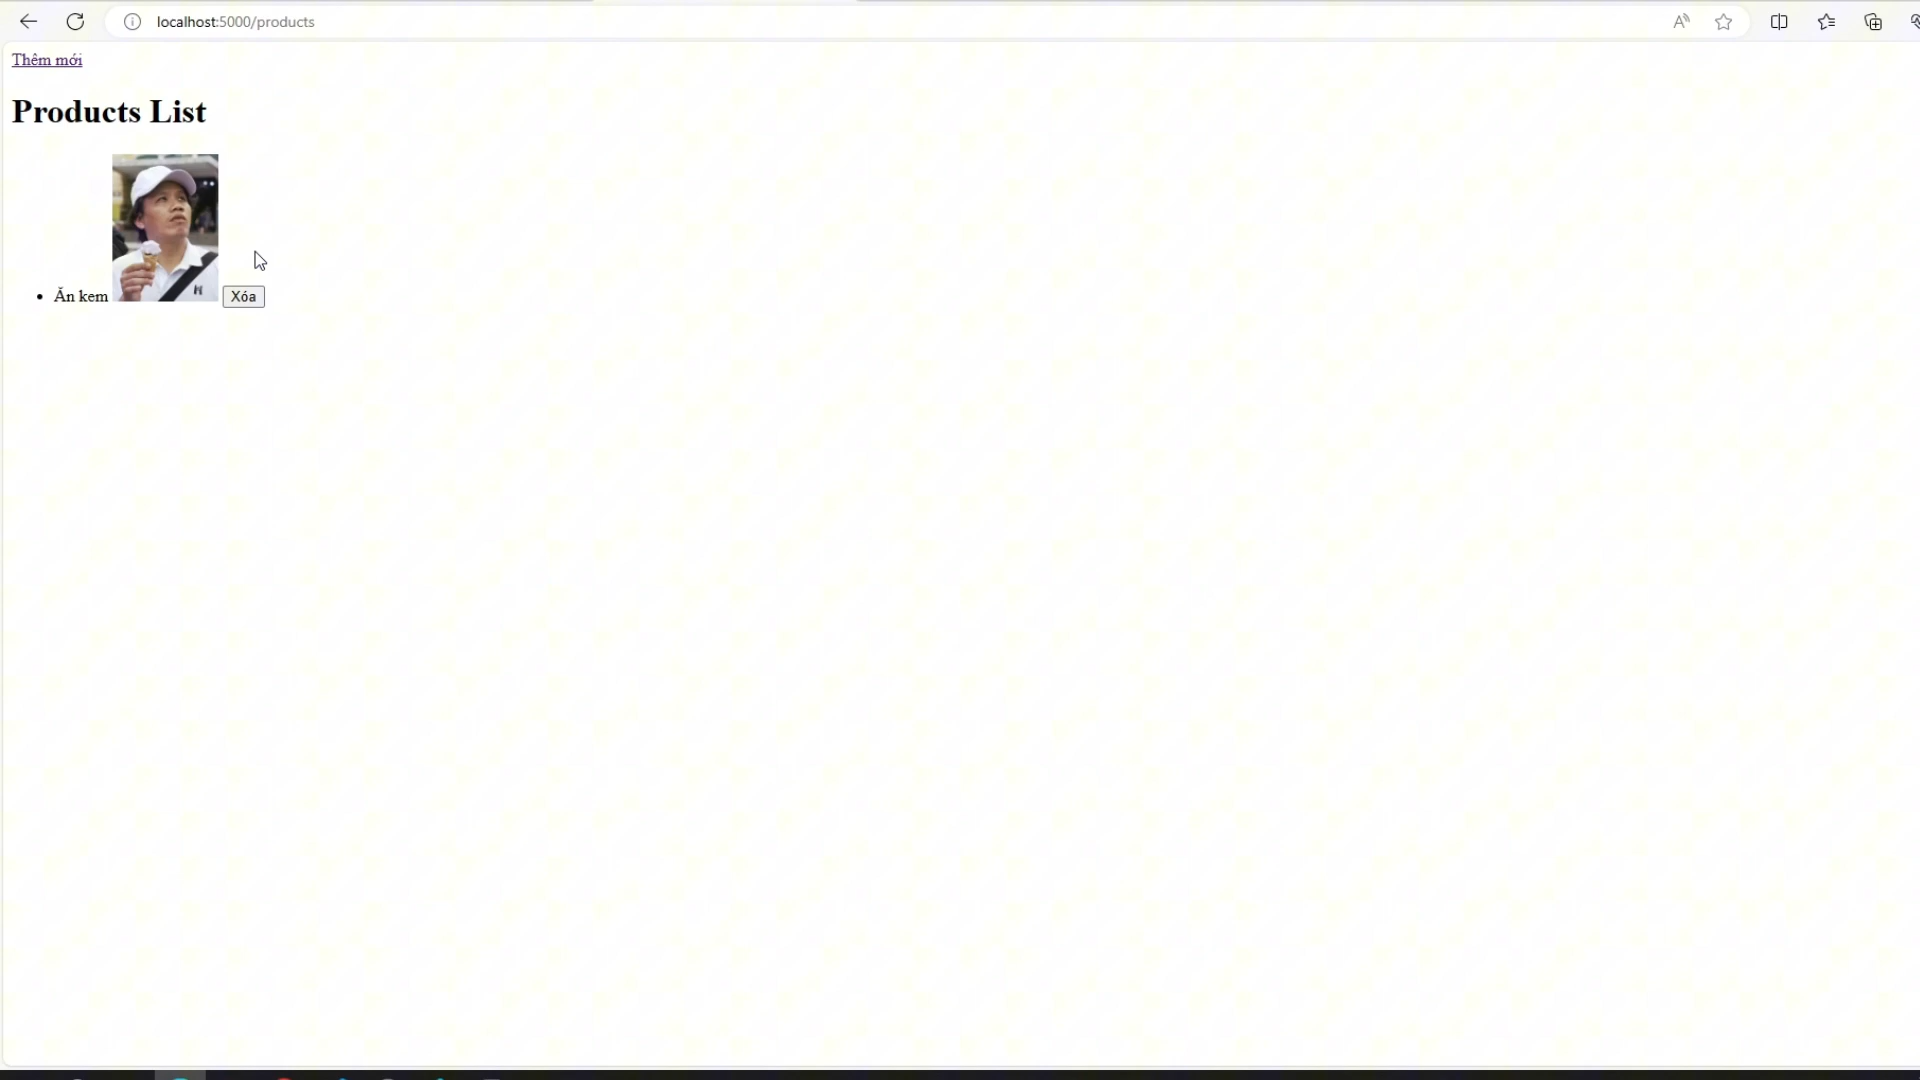 localhost:5000/products
Thêm mới
Products List
Ăn kem
Xóa